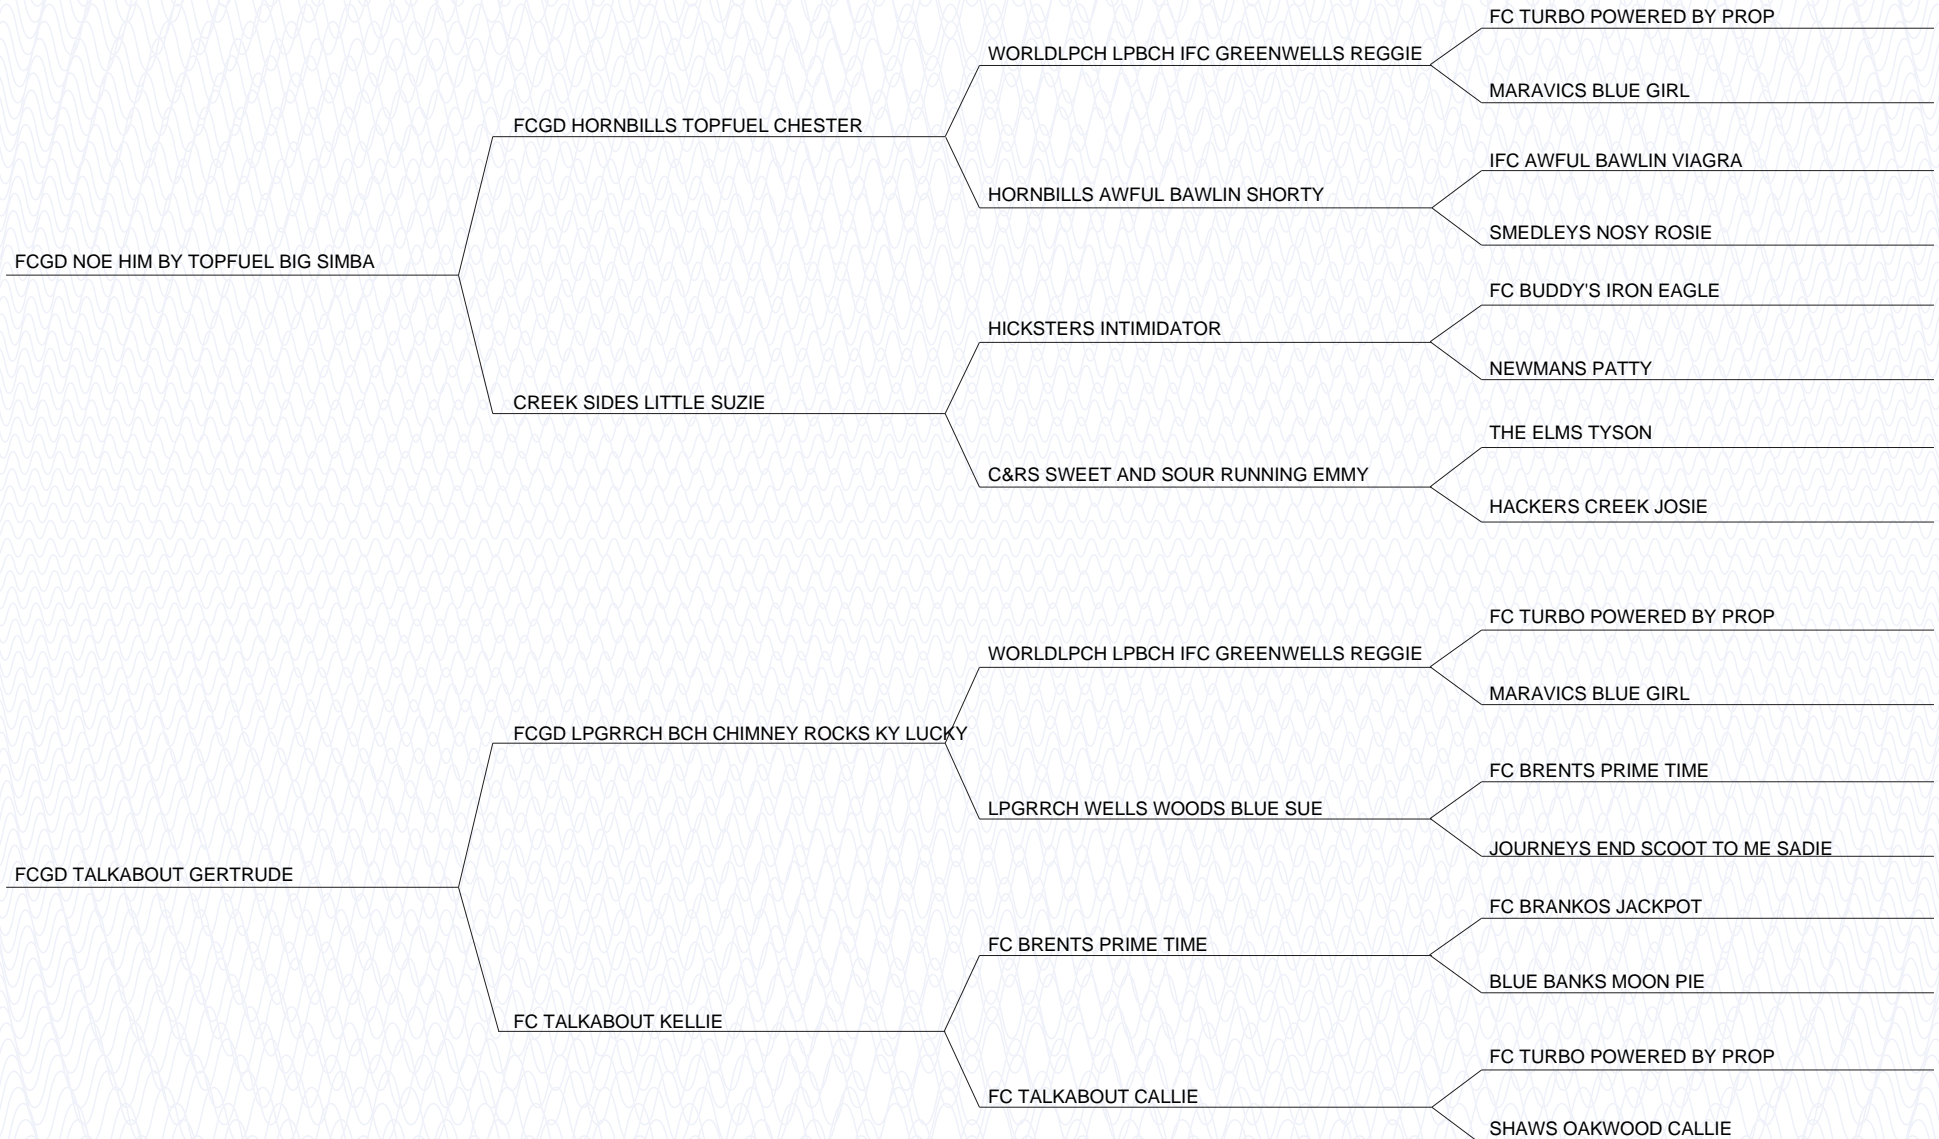 FC TURBO POWERED BY PROP
WORLDLPCH LPBCH IFC GREENWELLS REGGIE
MARAVICS BLUE GIRL
FCGD HORNBILLS TOPFUEL CHESTER
IFC AWFUL BAWLIN VIAGRA
HORNBILLS AWFUL BAWLIN SHORTY
SMEDLEYS NOSY ROSIE
FCGD NOE HIM BY TOPFUEL BIG SIMBA
FC BUDDY'S IRON EAGLE
HICKSTERS INTIMIDATOR
NEWMANS PATTY
CREEK SIDES LITTLE SUZIE
THE ELMS TYSON
C&RS SWEET AND SOUR RUNNING EMMY
HACKERS CREEK JOSIE
FC TURBO POWERED BY PROP
WORLDLPCH LPBCH IFC GREENWELLS REGGIE
MARAVICS BLUE GIRL
FCGD LPGRRCH BCH CHIMNEY ROCKS KY LUCKY
FC BRENTS PRIME TIME
LPGRRCH WELLS WOODS BLUE SUE
JOURNEYS END SCOOT TO ME SADIE
FCGD TALKABOUT GERTRUDE
FC BRANKOS JACKPOT
FC BRENTS PRIME TIME
BLUE BANKS MOON PIE
FC TALKABOUT KELLIE
FC TURBO POWERED BY PROP
FC TALKABOUT CALLIE
SHAWS OAKWOOD CALLIE